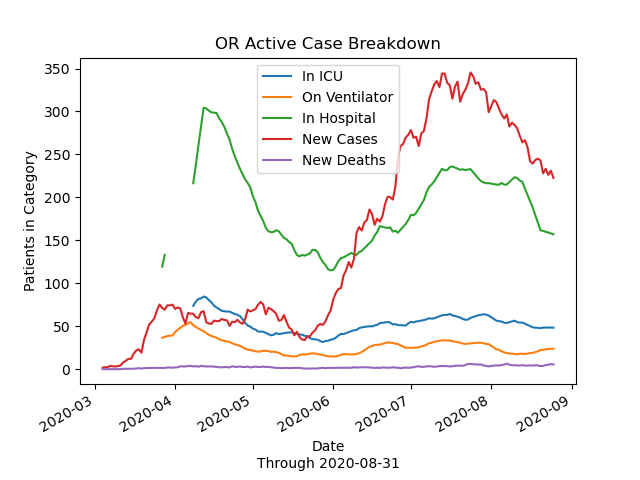 OR Active Case Breakdown
In ICU
On Ventilator
In Hospital
New Cases
New Deaths
Patients in Category
350
300
250
200
150
100
50
0
2020-03
2020-04
2020-05
2020-06
2020-07
2020-08
2020-09
Date
Through 2020-08-31